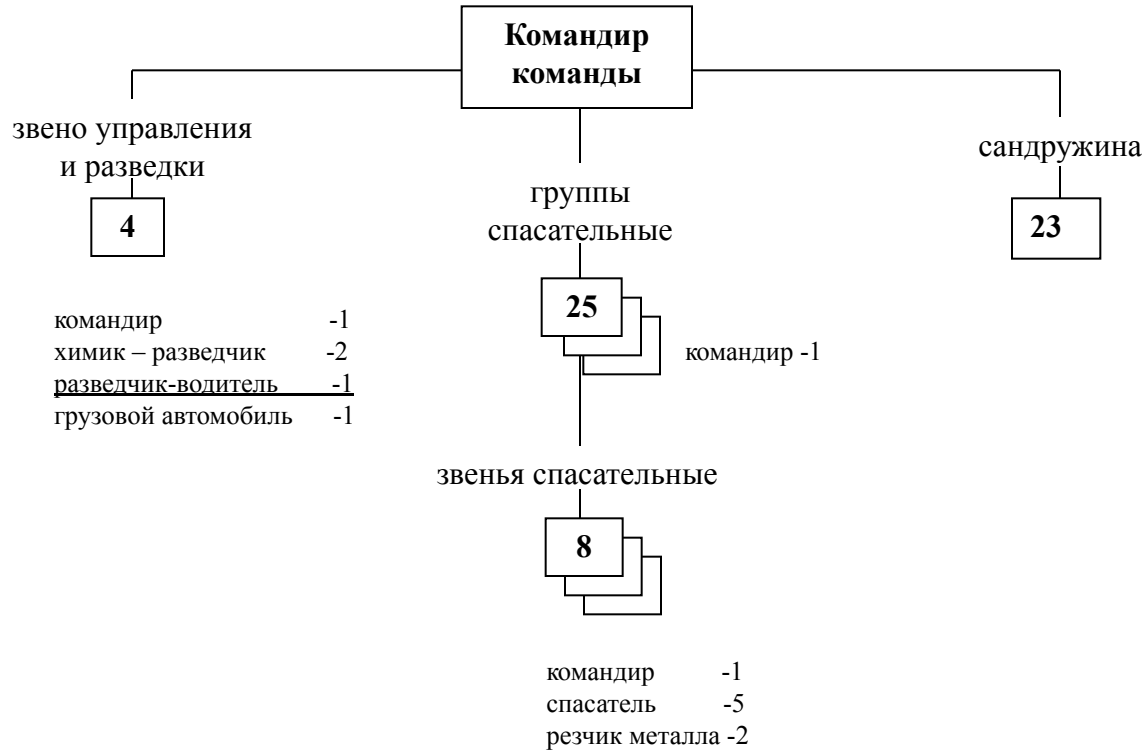 Командир
команды
звено управления
и разведки
4
командир -1
химик – разведчик -2
разведчик-водитель -1
грузовой автомобиль -1
группы
спасательные
25
командир -1
звенья спасательные
8
командир -1
спасатель -5
резчик металла -2
сандружина
23